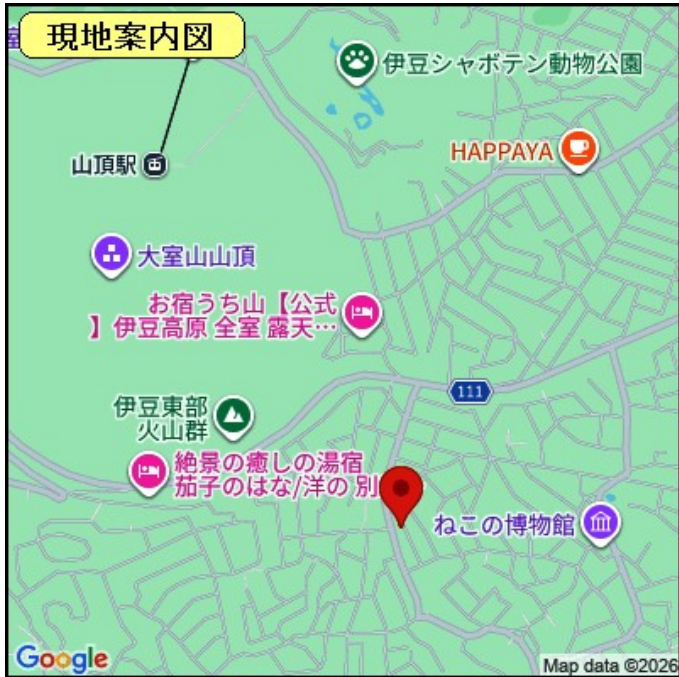 現地案内図
伊豆シャボテン動物公園
HAPPAYA
山頂駅
大室山山頂
お宿うち山【公式
】伊豆高原 全室 露天…
111
伊豆東部
火山群
絶景の癒しの湯宿
茄子のはな/洋の 別
ねこの博物館
Google
Map data ©2026